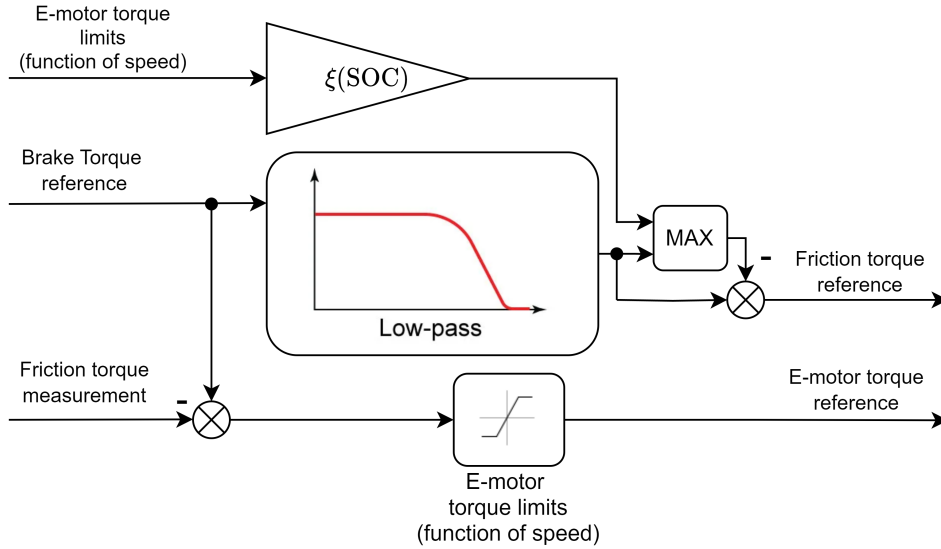 E-motor torque
limits
(function of speed)
ξ(SOC)
Brake Torque
reference
MAX
-
Friction torque
reference
Low-pass
Friction torque
measurement
-
E-motor torque
reference
E-motor
torque limits
(function of speed)